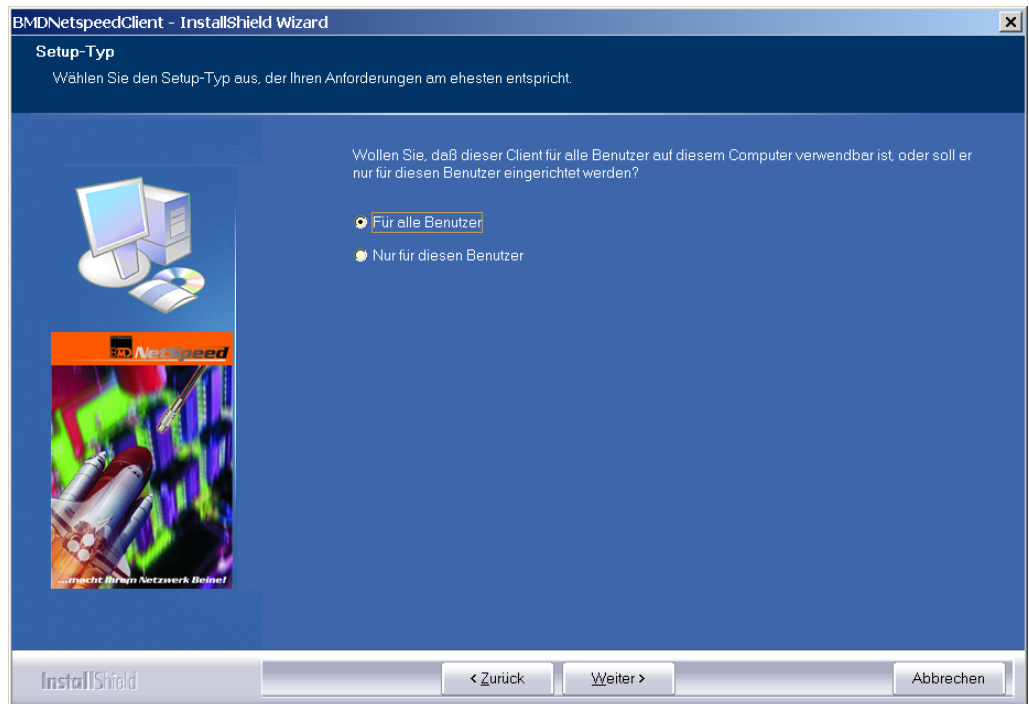 BMDNetspeedClient - InstallShield Wizard
Setup-Typ
Wählen Sie den Setup-Typ aus, der Ihren Anforderungen am ehesten entspricht.
Wollen Sie, daß dieser Client für alle Benutzer auf diesem Computer verwendbar ist, oder soll er
nur für diesen Benutzer eingerichtet werden?
Für alle Benutzer
Nur für diesen Benutzer
BMD NetSpeed
...macht Ihrem Netzwerk Beine!
InstallShield
< Zurück
Weiter >
Abbrechen